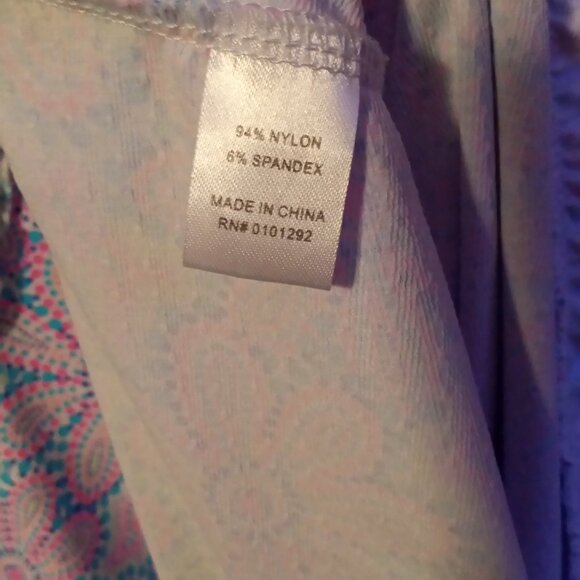 94% NYLON
6% SPANDEX
MADE IN CHINA
RN# 0101292